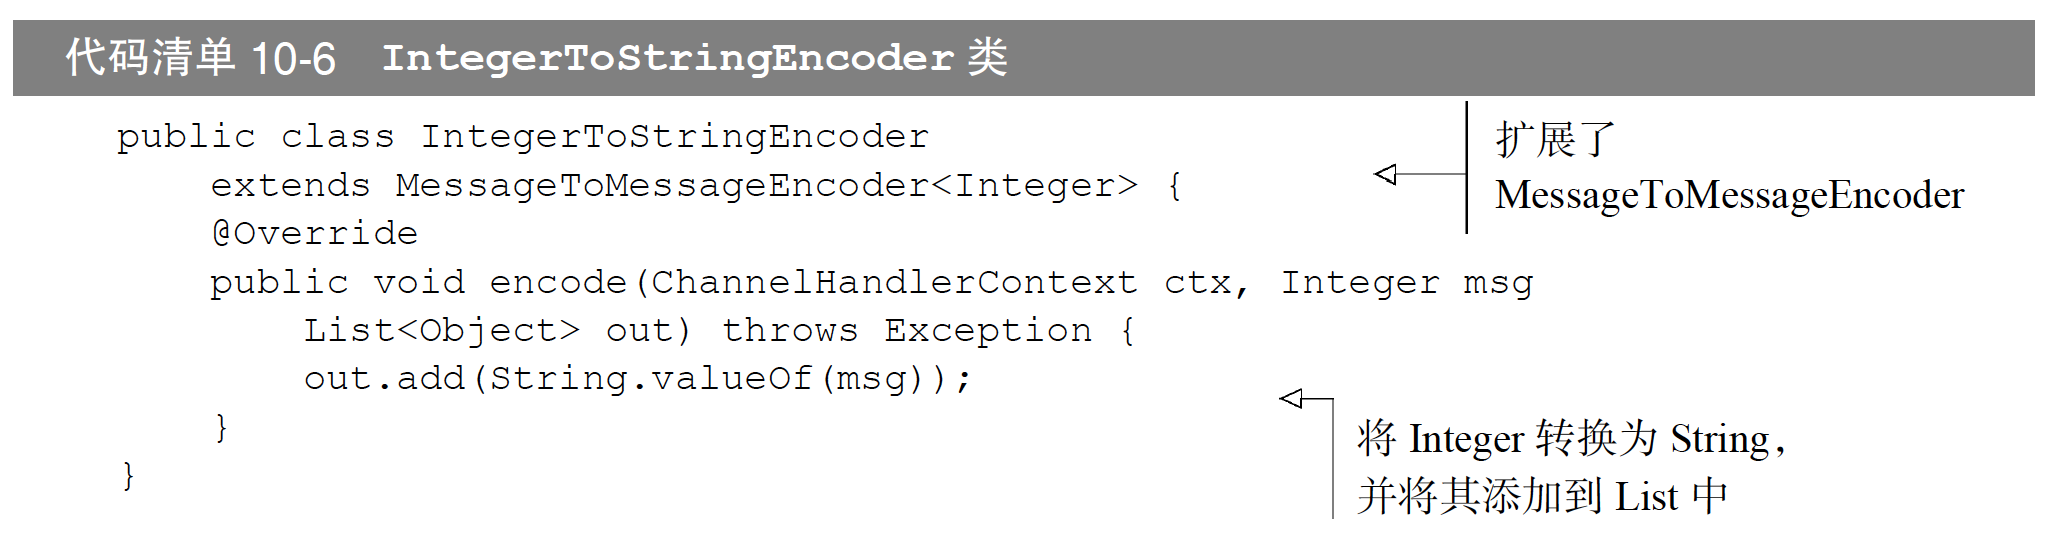 代码清单 10-6 IntegerToStringEncoder 类
public class IntegerToStringEncoder
extends MessageToMessageEncoder<Integer> {
@Override
public void encode(ChannelHandlerContext ctx, Integer msg
List<Object> out) throws Exception {
out.add(String.valueOf(msg));
}
}
扩展了
MessageToMessageEncoder
将 Integer 转换为 String，
并将其添加到 List 中